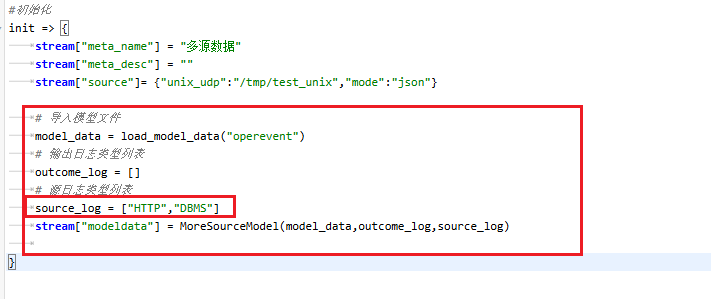 #初始化
init => {
stream["meta_name"] = "多源数据"
stream["meta_desc"] = ""
stream["source"]= {"unix_udp":"/tmp/test_unix","mode":"json"}
# 导入模型文件
model_data = load_model_data("operevent")
# 输出日志类型列表
outcome_log = []
# 源日志类型列表
source_log = ["HTTP","DBMS"]
stream["modeldata"] = MoreSourceModel(model_data,outcome_log,source_log)
}